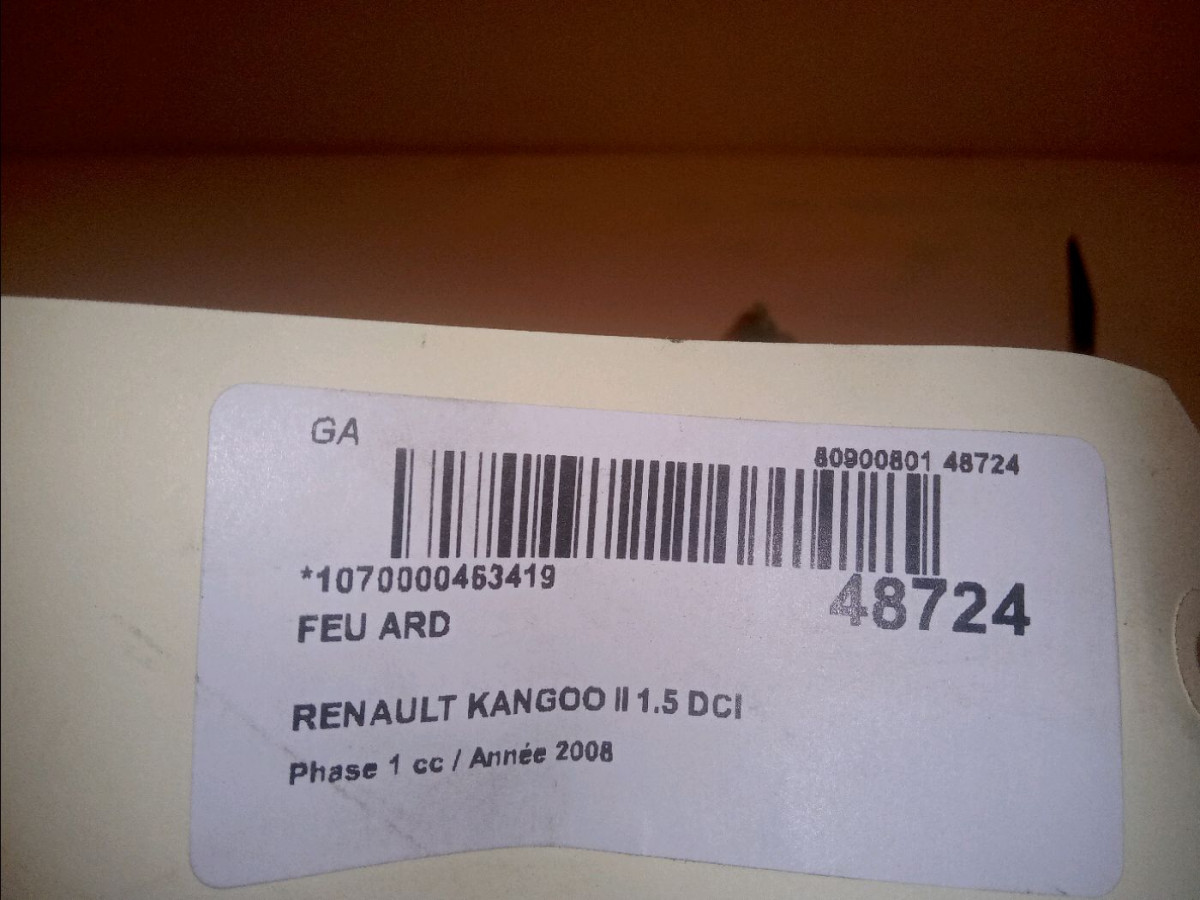 GA
80900801 48724
*1070000463419
48724
FEU ARD
RENAULT KANGOO II 1.5 DCI
Phase 1 cc / Année 2008